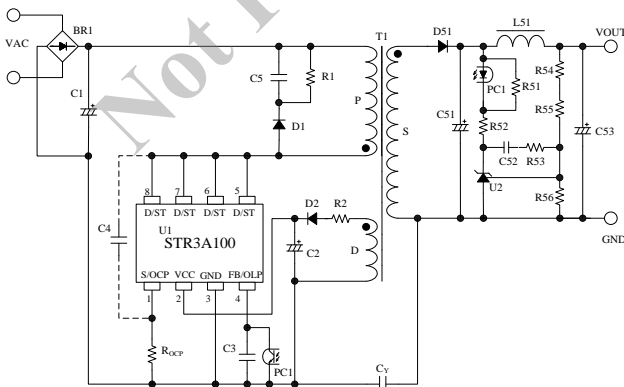 Not
T1
D51
L51
VOUT
BR1
VAC
C5
R1
P
PC1
R51
R54
C1
D1
S
C51
R52
R55
C53
C52
R53
U2
R56
GND
8
7
6
5
D/ST
D/ST
D/ST
D/ST
C4
U1
STR3A100
D2
R2
C2
D
S/OCP
VCC
GND
FB/OLP
1
2
3
4
ROCP
C3
PC1
CY